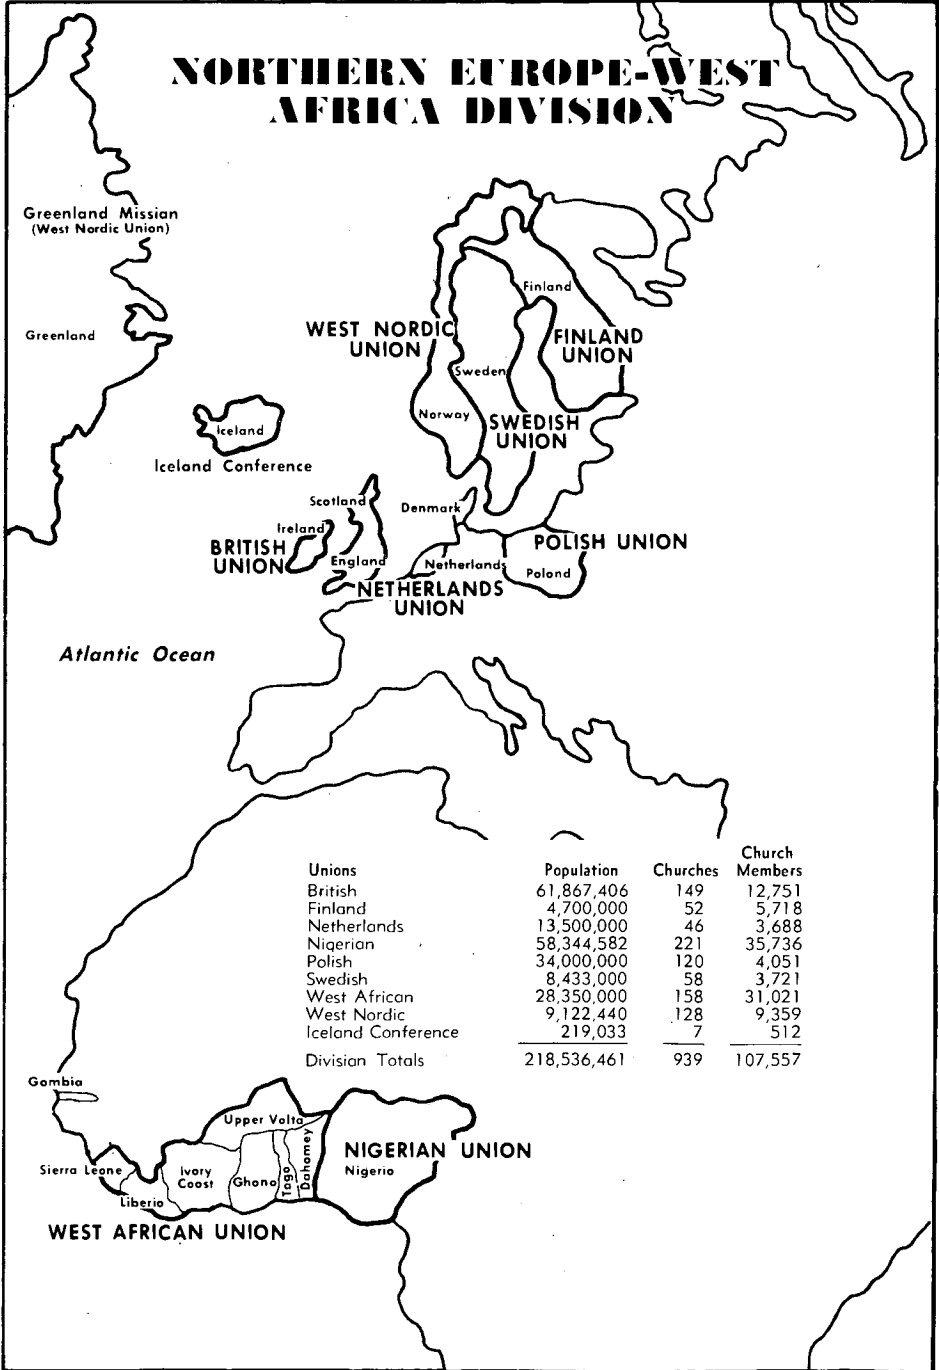 NORTHERN EUROPE-WEST
AFRICA DIVISION
Greenland Missian
(West Nordic Union)
Greenland
Finland
WEST NORDIC
UNION
FINLAND
UNION
Sweden
Norway
SWEDISH
UNION
Iceland
Iceland Conference
Scotland
Denmark
Ireland
BRITISH
UNION
England
Netherlands
POLISH UNION
Polond
NETHERLANDS
UNION
Atlantic Ocean
Unions Population Churches Church Members
British 61,867,406 149 12,751
Finland 4,700,000 52 5,718
Netherlands 13,500,000 46 3,688
Nigerian 58,344,582 221 35,736
Polish 34,000,000 120 4,051
Swedish 8,433,000 58 3,721
West African 28,350,000 158 31,021
West Nordic 9,122,440 128 9,359
Iceland Conference 219,033 7 512
Division Totals 218,536,461 939 107,557
Gambia
Upper Volta
Sierra Leone
Ivory
Coost
Ghono
Togo
Dahomey
Liberio
NIGERIAN UNION
Nigerio
WEST AFRICAN UNION